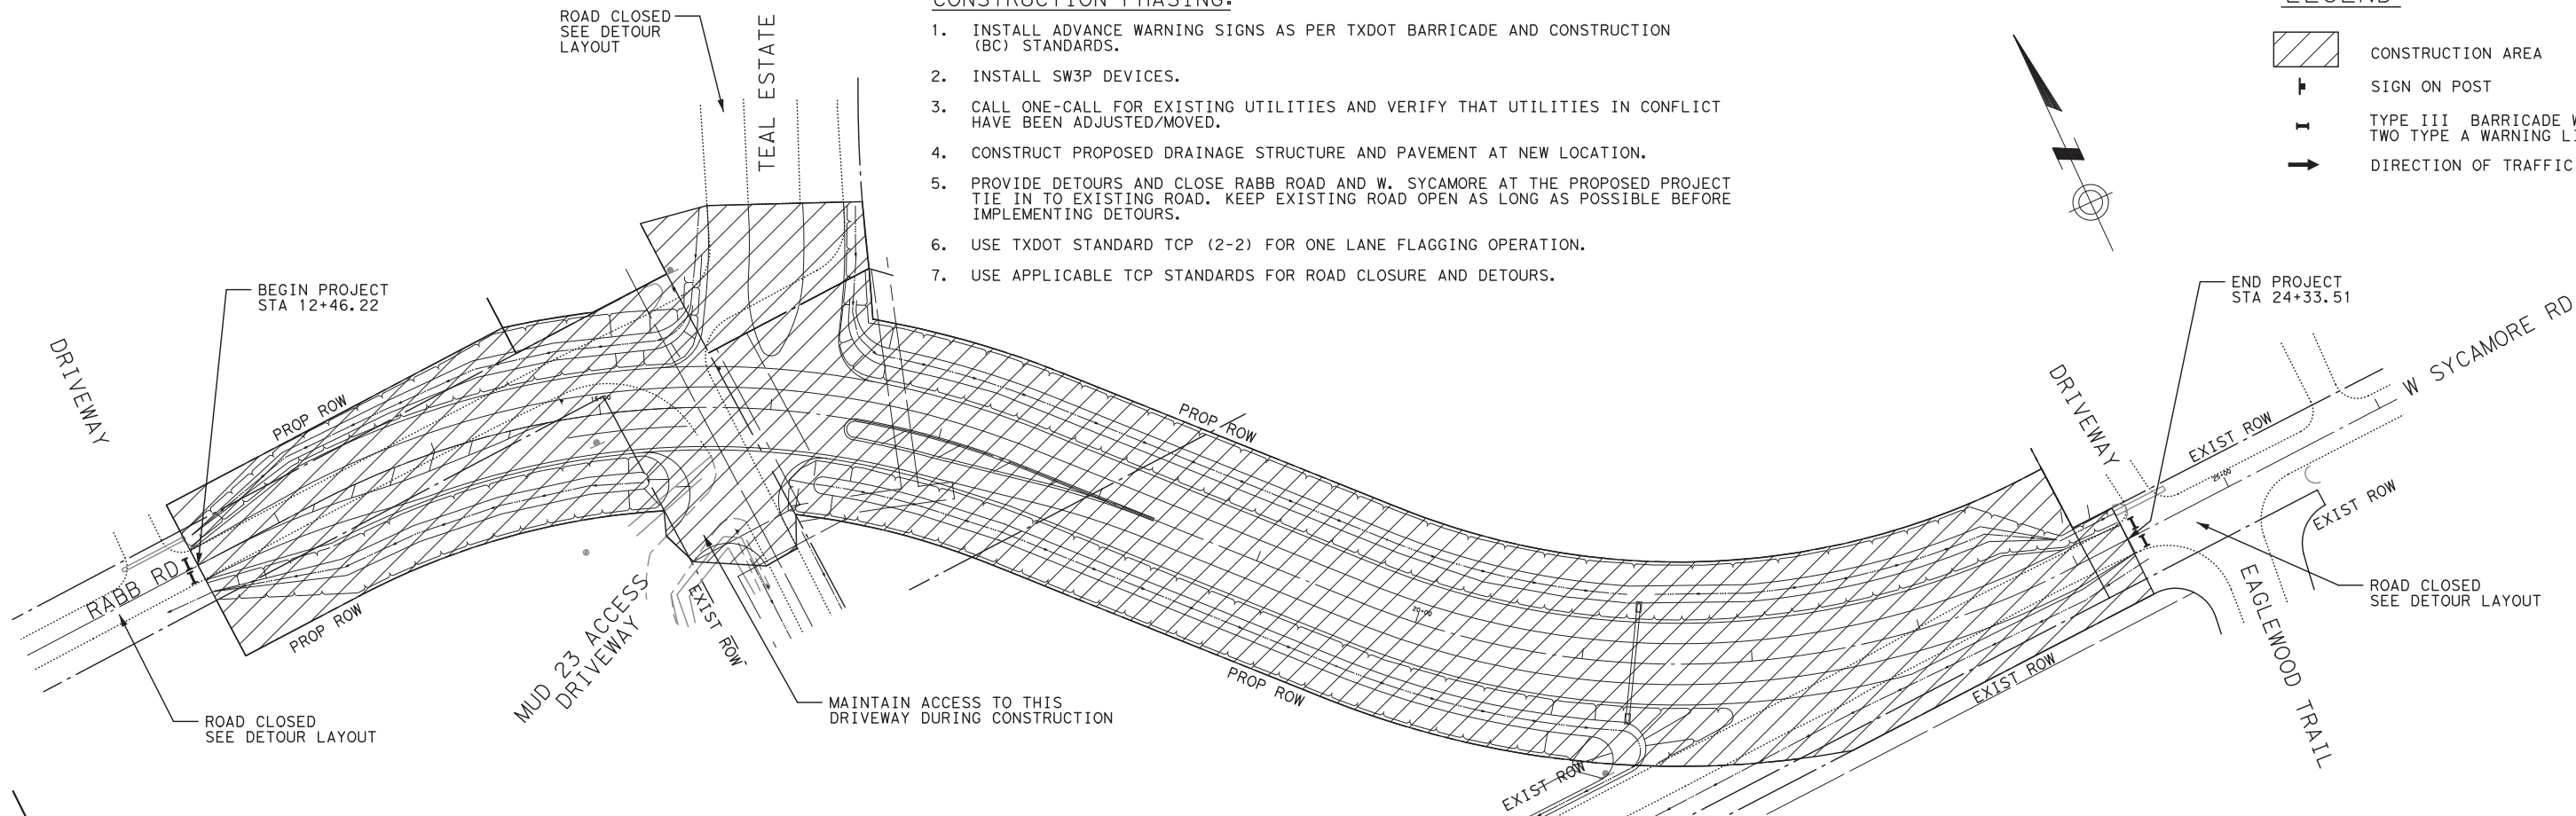 CONSTRUCTION PHASING:
1. INSTALL ADVANCE WARNING SIGNS AS PER TXDOT BARRICADE AND CONSTRUCTION
(BC) STANDARDS.
2. INSTALL SW3P DEVICES.
3. CALL ONE-CALL FOR EXISTING UTILITIES AND VERIFY THAT UTILITIES IN CONFLICT
HAVE BEEN ADJUSTED/MOVED.
4. CONSTRUCT PROPOSED DRAINAGE STRUCTURE AND PAVEMENT AT NEW LOCATION.
5. PROVIDE DETOURS AND CLOSE RABB ROAD AND W. SYCAMORE AT THE PROPOSED PROJECT
TIE IN TO EXISTING ROAD. KEEP EXISTING ROAD OPEN AS LONG AS POSSIBLE BEFORE
IMPLEMENTING DETOURS.
6. USE TXDOT STANDARD TCP (2-2) FOR ONE LANE FLAGGING OPERATION.
7. USE APPLICABLE TCP STANDARDS FOR ROAD CLOSURE AND DETOURS.
LEGEND
CONSTRUCTION AREA
SIGN ON POST
TYPE III BARRICADE
TWO TYPE A WARNING
DIRECTION OF TRAFFIC
ROAD CLOSED
SEE DETOUR
LAYOUT
TEAL ESTATE
BEGIN PROJECT
STA 12+46.22
DRIVEWAY
PROP ROW
15+00
RABB RD
PROP ROW
ROAD CLOSED
SEE DETOUR LAYOUT
MUD 23 ACCESS
DRIVEWAY
EXIST ROW
MAINTAIN ACCESS TO THIS
DRIVEWAY DURING CONSTRUCTION
PROP ROW
PROP ROW
20+00
EXIST ROW
EXIST ROW
END PROJECT
STA 24+33.51
DRIVEWAY
EXIST ROW
25+00
W SYCAMORE RD
EXIST ROW
ROAD CLOSED
SEE DETOUR LAYOUT
EAGLEWOOD TRAIL